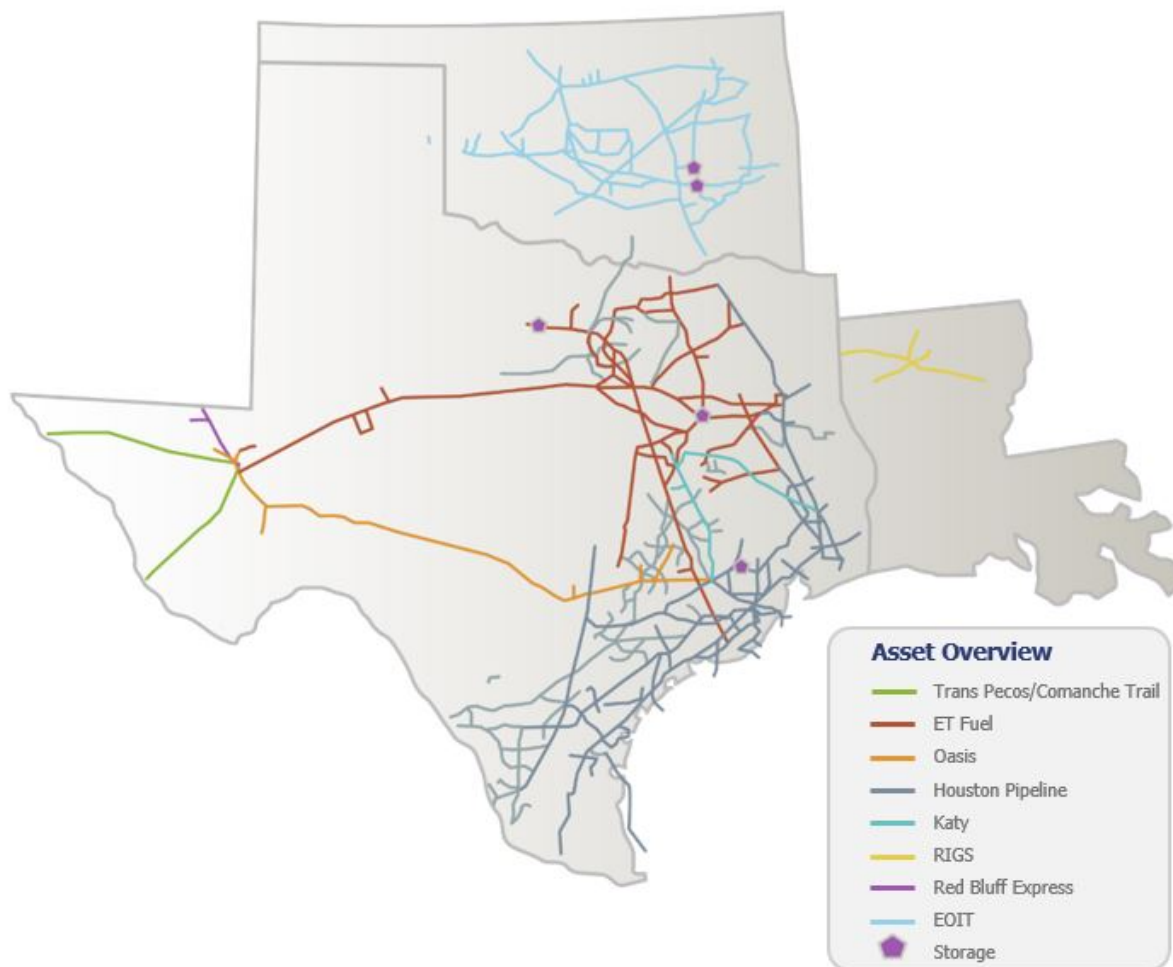 Asset Overview
Trans Pecos/Comanche Trail
ET Fuel
Oasis
Houston Pipeline
Katy
RIGS
Red Bluff Express
EOIT
Storage